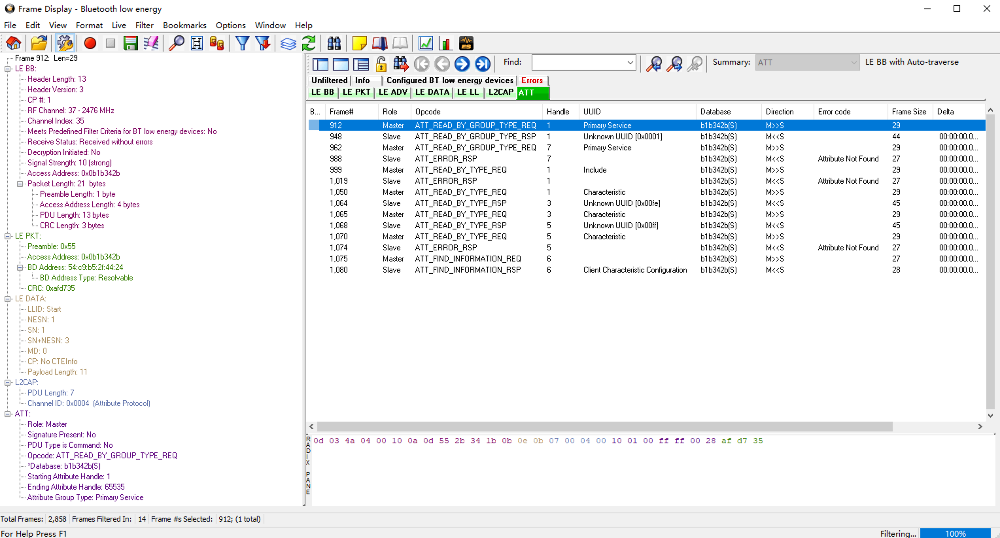 Frame Display - Bluetooth low energy
File Edit View Format Live Filter Bookmarks Options Window Help
ES
Frame 912: Len=29
LE BB:
Header Length: 13
Header Version: 3
CP #: 1
RF Channel: 37 - 2476 MHz
Channel Index: 35
Meets Predefined Filter Criteria for BT low energy devices: No
Receive Status: Received without errors
Decryption Initiated: No
Signal Strength: 10 (strong)
Access Address: 0x0b1b342b
Packet Length: 21 bytes
Preamble Length: 1 byte
Access Address Length: 4 bytes
PDU Length: 13 bytes
CRC Length: 3 bytes
LE PKT:
Preamble: 0x55
Access Address: 0x0b1b342b
BD Address: 54:c9:b5:2f:44:24
BD Address Type: Resolvable
CRC: 0xafd735
LE DATA:
LLID: Start
NESN: 1
SN: 1
SN+NESN: 3
MD: 0
CP: No CTEInfo
Payload Length: 11
L2CAP:
PDU Length: 7
Channel ID: 0x0004 (Attribute Protocol)
ATT:
Role: Master
Signature Present: No
PDU Type is Command: No
Opcode: ATT_READ_BY_GROUP_TYPE_REQ
*Database: b1b342b(S)
Starting Attribute Handle: 1
Ending Attribute Handle: 65535
Attribute Group Type: Primary Service
Find: Summary: ATT LE BB with Auto-traverse
Unfiltered Info Configured BT low energy devices Errors
LE BB LE PKT LE ADV LE DATA LE LL L2CAP ATT
B... Frame# Role Opcode Handle UUID Database Direction Error code Frame Size Delta
912 Master ATT_READ_BY_GROUP_TYPE_REQ 1 Primary Service b1b342b(S) M>>S 29
948 Slave ATT_READ_BY_GROUP_TYPE_RSP 1 Unknown UUID [0x0001] b1b342b(S) M<<S 44 00:00:00.0...
962 Master ATT_READ_BY_GROUP_TYPE_REQ 7 Primary Service b1b342b(S) M>>S 29 00:00:00.0...
988 Slave ATT_ERROR_RSP 7 b1b342b(S) M<<S Attribute Not Found 27 00:00:00.0...
999 Master ATT_READ_BY_TYPE_REQ 1 Include b1b342b(S) M>>S 29 00:00:00.0...
1,019 Slave ATT_ERROR_RSP 1 b1b342b(S) M<<S Attribute Not Found 27 00:00:00.0...
1,050 Master ATT_READ_BY_TYPE_REQ 1 Characteristic b1b342b(S) M>>S 29 00:00:00.0...
1,064 Slave ATT_READ_BY_TYPE_RSP 3 Unknown UUID [0x00fe] b1b342b(S) M<<S 45 00:00:00.0...
1,065 Master ATT_READ_BY_TYPE_REQ 3 Characteristic b1b342b(S) M>>S 29 00:00:00.0...
1,068 Slave ATT_READ_BY_TYPE_RSP 5 Unknown UUID [0x00ff] b1b342b(S) M<<S 45 00:00:00.0...
1,070 Master ATT_READ_BY_TYPE_REQ 5 Characteristic b1b342b(S) M>>S 29 00:00:00.0...
1,074 Slave ATT_ERROR_RSP 5 b1b342b(S) M<<S Attribute Not Found 27 00:00:00.0...
1,075 Master ATT_FIND_INFORMATION_REQ 6 b1b342b(S) M>>S 27 00:00:00.0...
1,080 Slave ATT_FIND_INFORMATION_RSP 6 Client Characteristic Configuration b1b342b(S) M<<S 28 00:00:00.0...
RADIX PANE
0d 03 4a 04 00 10 0a 0d 55 2b 34 1b 0b 0e 0b 07 00 04 00 10 01 00 ff ff 00 28 af d7 35
Total Frames: 2,858 Frames Filtered In: 14 Frame #s Selected: 912; (1 total)
For Help Press F1 Filtering... 100%